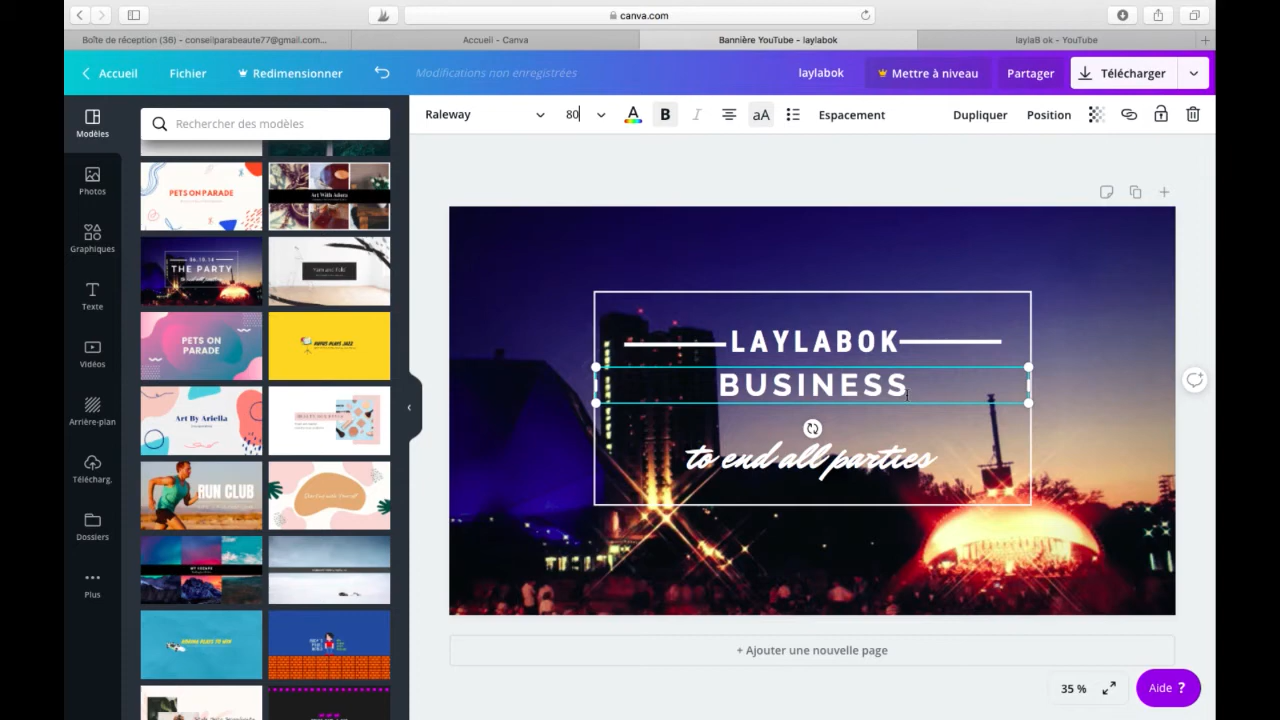 canva.com
Boîte de réception (36) - conseilparabeaute77@gmail.com...
Accueil - Canva
Bannière YouTube - laylabok
laylaB ok - YouTube
Accueil
Fichier
Redimensionner
Modifications non enregistrées
laylabok
Mettre à niveau
Partager
Télécharger
Modèles
Photos
Graphiques
Texte
Vidéos
Arrière-plan
Télécharg.
Dossiers
Plus
Rechercher des modèles
Raleway
80
A
B
I
aA
Espacement
Dupliquer
Position
PETS ON PARADE
Art With Adora
THE PARTY
PETS ON
PARADE
Art By Ariella
RUN CLUB
LAYLABOK
BUSINESS
to end all parties
+ Ajouter une nouvelle page
35 %
Aide ?